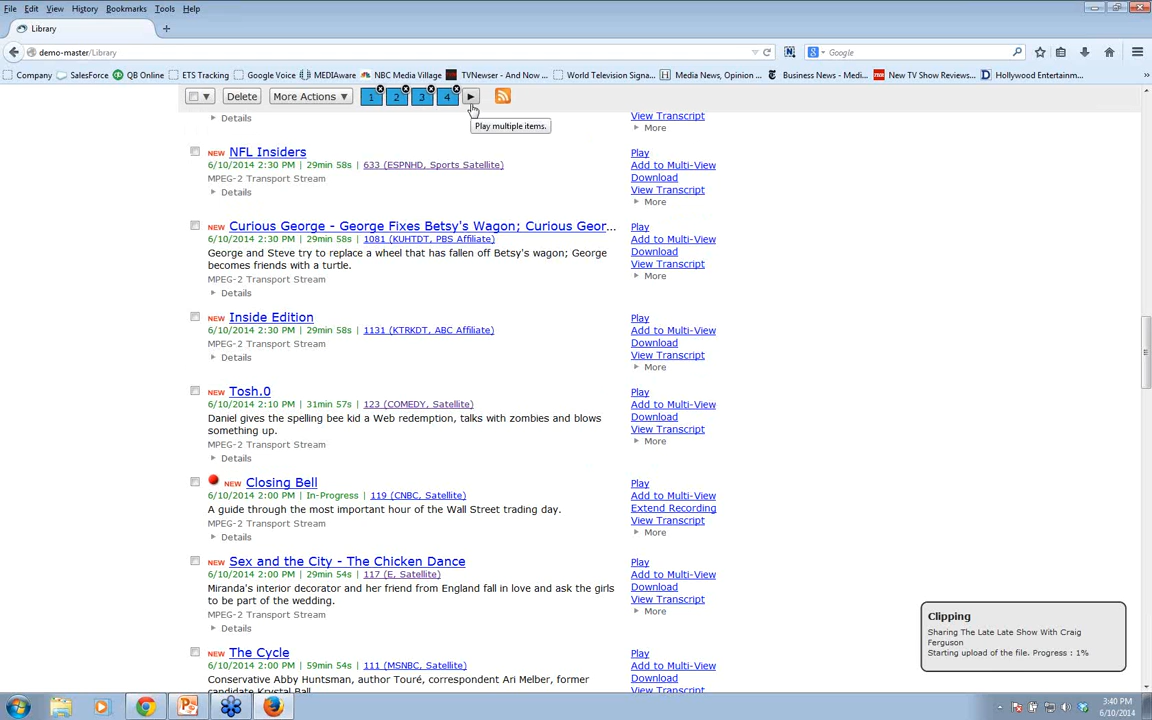 File Edit View History Bookmarks Tools Help
Library
demo-master/Library
Google
Company SalesForce QB Online ETS Tracking Google Voice MEDIAware NBC Media Village TVNewser - And Now ... World Television Signa... Media News, Opinion ... Business News - Medi... New TV Show Reviews... Hollywood Entertainm...
Delete More Actions ▼ 1 2 3 4
Play multiple items.
Details
View Transcript
More
NEW NFL Insiders
6/10/2014 2:30 PM | 29min 58s | 633 (ESPNHD, Sports Satellite)
MPEG-2 Transport Stream
Details
Play
Add to Multi-View
Download
View Transcript
More
NEW Curious George - George Fixes Betsy's Wagon; Curious Geor...
6/10/2014 2:30 PM | 29min 58s | 1081 (KUHTDT, PBS Affiliate)
George and Steve try to replace a wheel that has fallen off Betsy's wagon; George
becomes friends with a turtle.
MPEG-2 Transport Stream
Details
Play
Add to Multi-View
Download
View Transcript
More
NEW Inside Edition
6/10/2014 2:30 PM | 29min 58s | 1131 (KTRKDT, ABC Affiliate)
MPEG-2 Transport Stream
Details
Play
Add to Multi-View
Download
View Transcript
More
NEW Tosh.0
6/10/2014 2:10 PM | 31min 57s | 123 (COMEDY, Satellite)
Daniel gives the spelling bee kid a Web redemption, talks with zombies and blows
something up.
MPEG-2 Transport Stream
Details
Play
Add to Multi-View
Download
View Transcript
More
NEW Closing Bell
6/10/2014 2:00 PM | In-Progress | 119 (CNBC, Satellite)
A guide through the most important hour of the Wall Street trading day.
MPEG-2 Transport Stream
Details
Play
Add to Multi-View
Extend Recording
View Transcript
More
NEW Sex and the City - The Chicken Dance
6/10/2014 2:00 PM | 29min 54s | 117 (E, Satellite)
Miranda's interior decorator and her friend from England fall in love and ask the girls
to be part of the wedding.
MPEG-2 Transport Stream
Details
Play
Add to Multi-View
Download
View Transcript
More
NEW The Cycle
6/10/2014 2:00 PM | 59min 54s | 111 (MSNBC, Satellite)
Conservative Abby Huntsman, author Touré, correspondent Ari Melber, former
candidate Krystal Ball
Play
Add to Multi-View
Download
View Transcript
Clipping
Sharing The Late Late Show With Craig
Ferguson
Starting upload of the file. Progress : 1%
3:40 PM
6/10/2014